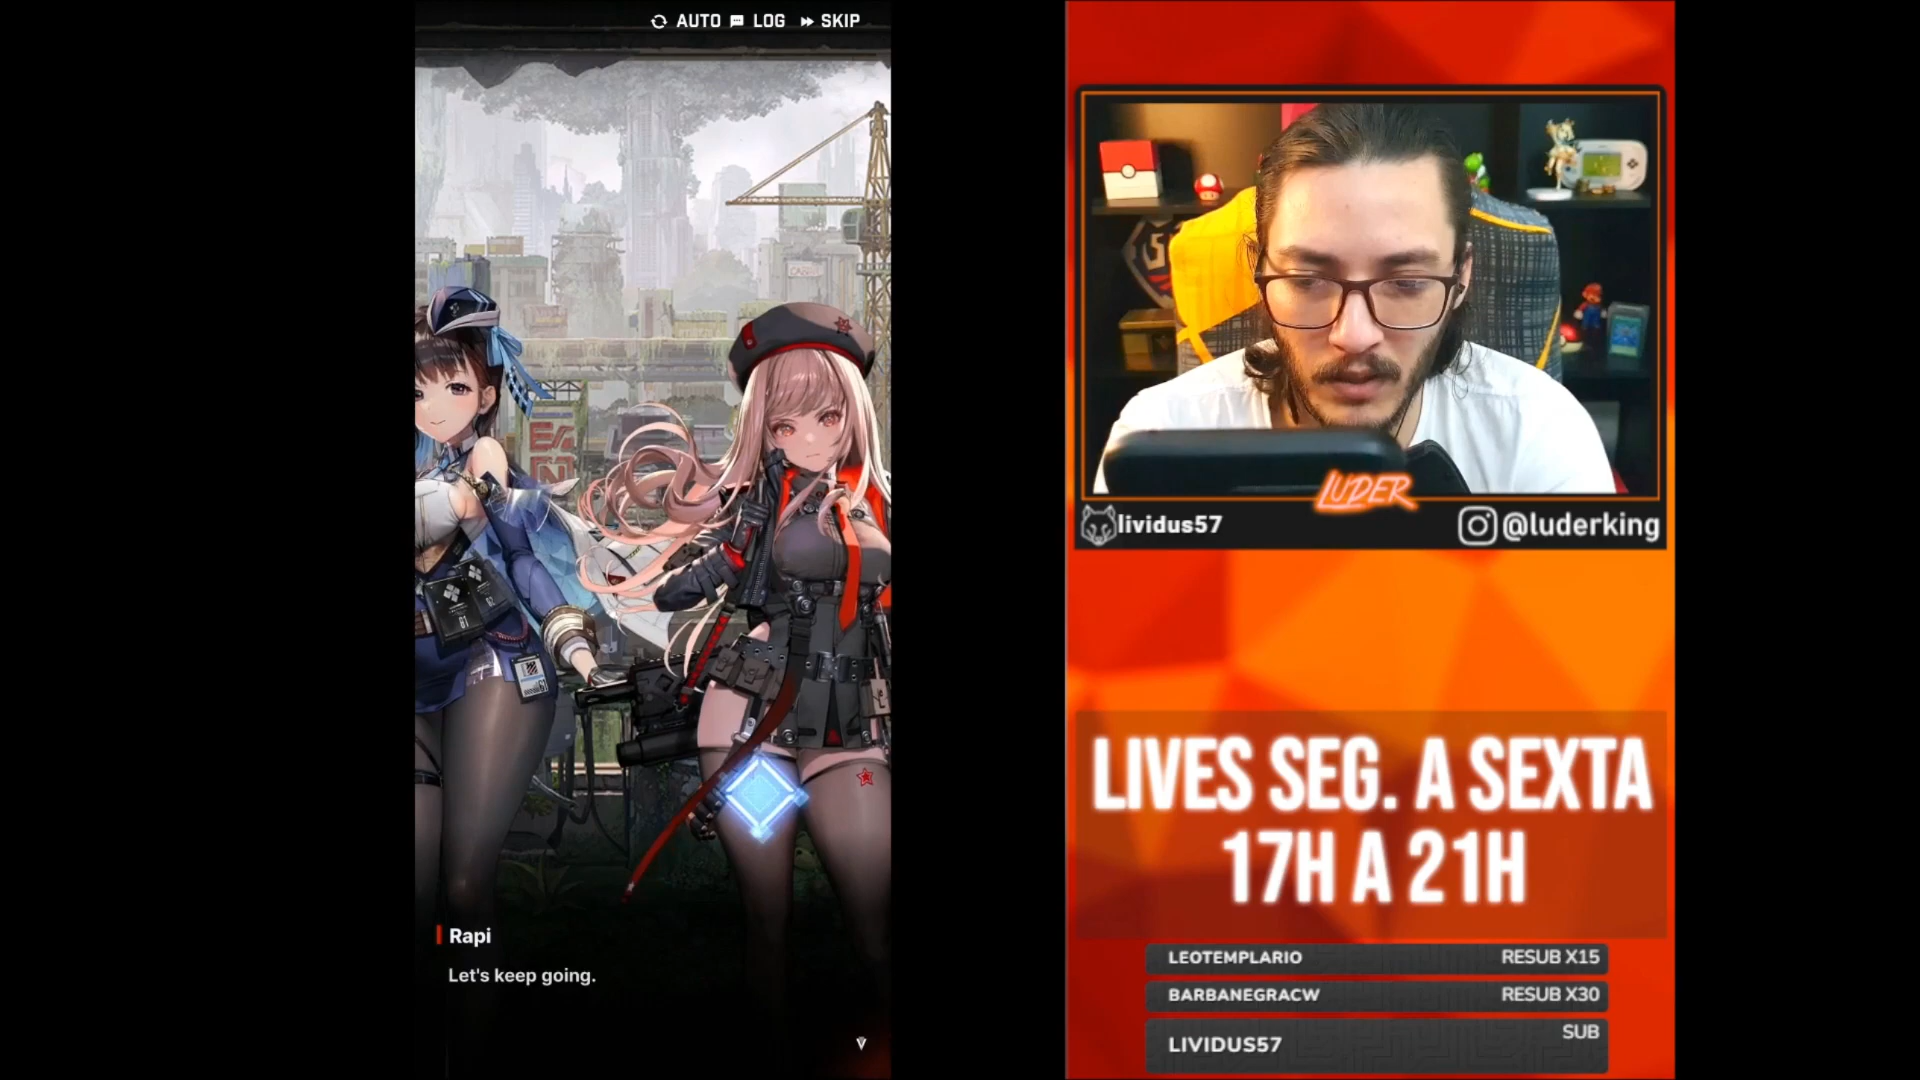 AUTO LOG SKIP
Rapi
Let's keep going.
LUDER
lividus57
@luderking
LIVES SEG. A SEXTA
17H A 21H
LEOTEMPLARIO RESUB X15
BARBANEGRACW RESUB X30
LIVIDUS57 SUB